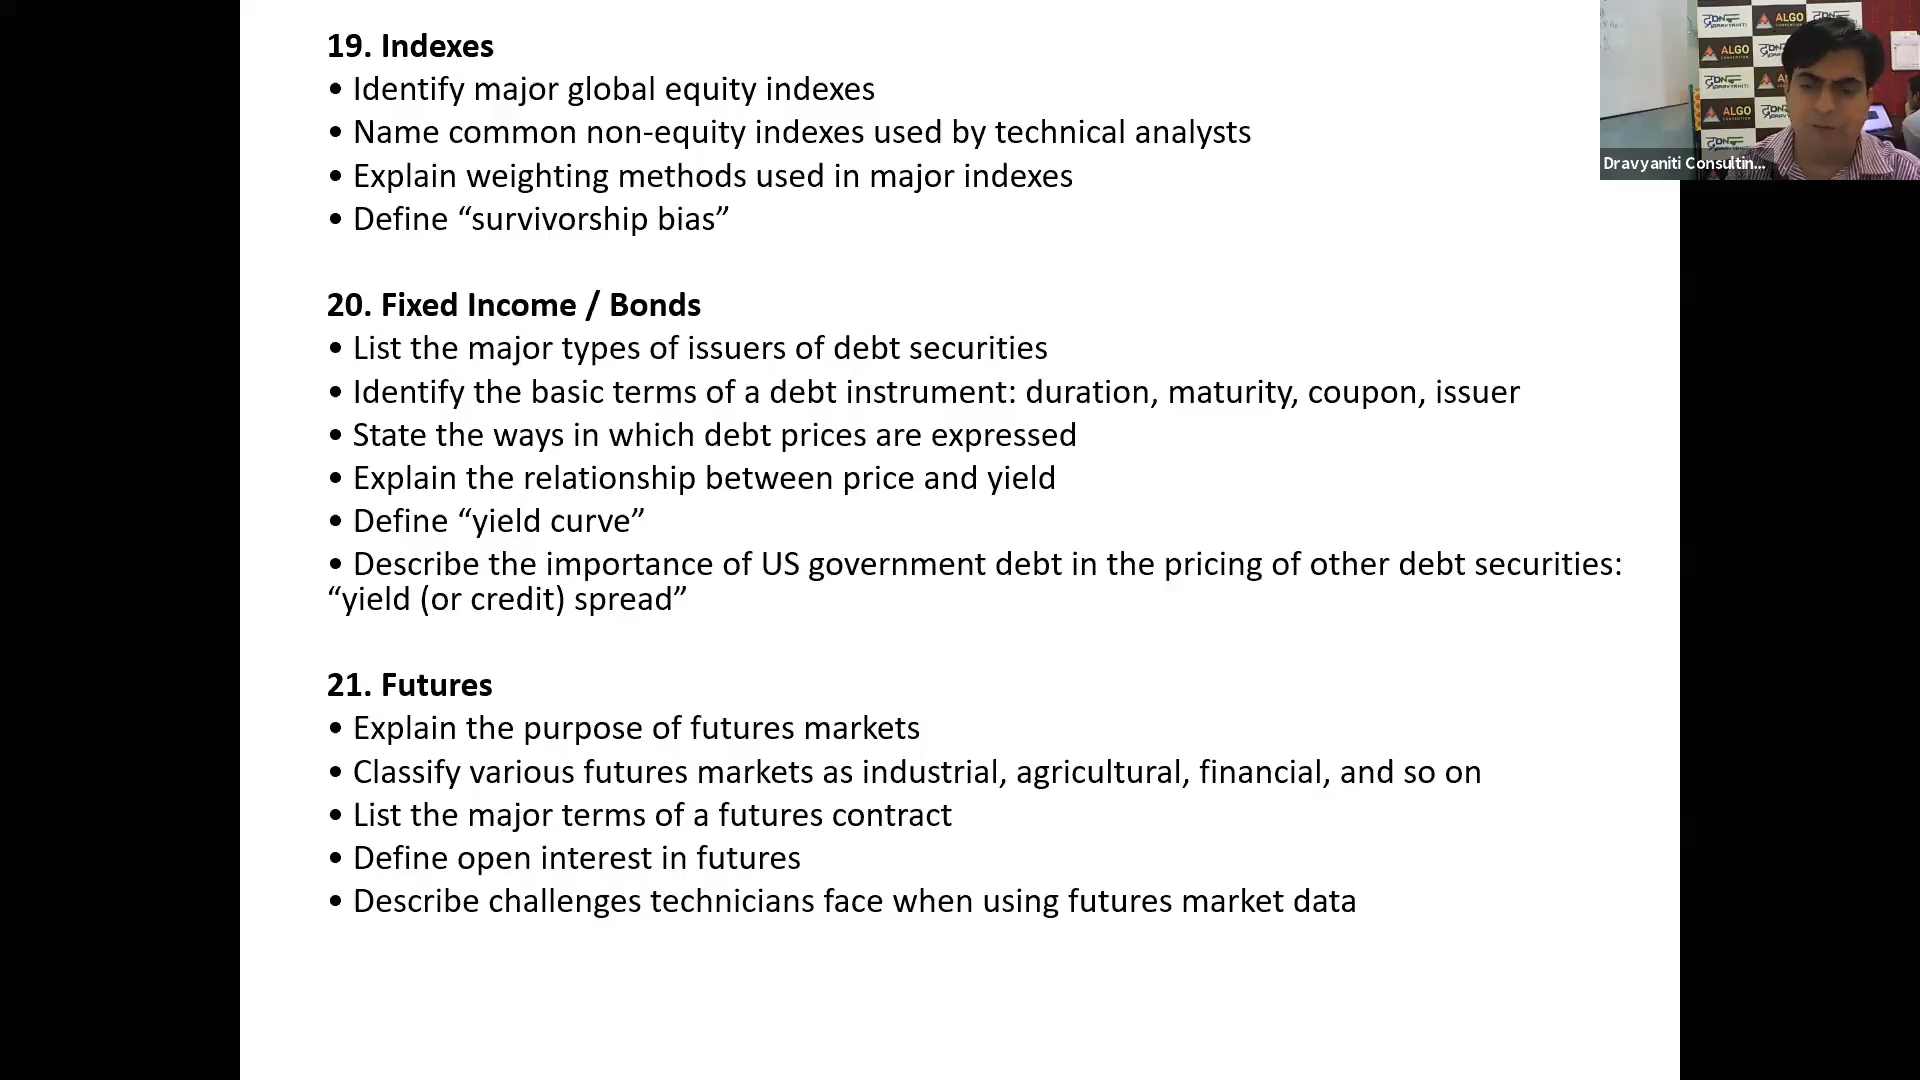 19. Indexes
• Identify major global equity indexes
• Name common non-equity indexes used by technical analysts
• Explain weighting methods used in major indexes
• Define “survivorship bias”
20. Fixed Income / Bonds
• List the major types of issuers of debt securities
• Identify the basic terms of a debt instrument: duration, maturity, coupon, issuer
• State the ways in which debt prices are expressed
• Explain the relationship between price and yield
• Define “yield curve”
• Describe the importance of US government debt in the pricing of other debt securities:
“yield (or credit) spread”
21. Futures
• Explain the purpose of futures markets
• Classify various futures markets as industrial, agricultural, financial, and so on
• List the major terms of a futures contract
• Define open interest in futures
• Describe challenges technicians face when using futures market data
ALGO
ALGO
ALGO
Dravyaniti Consultin...